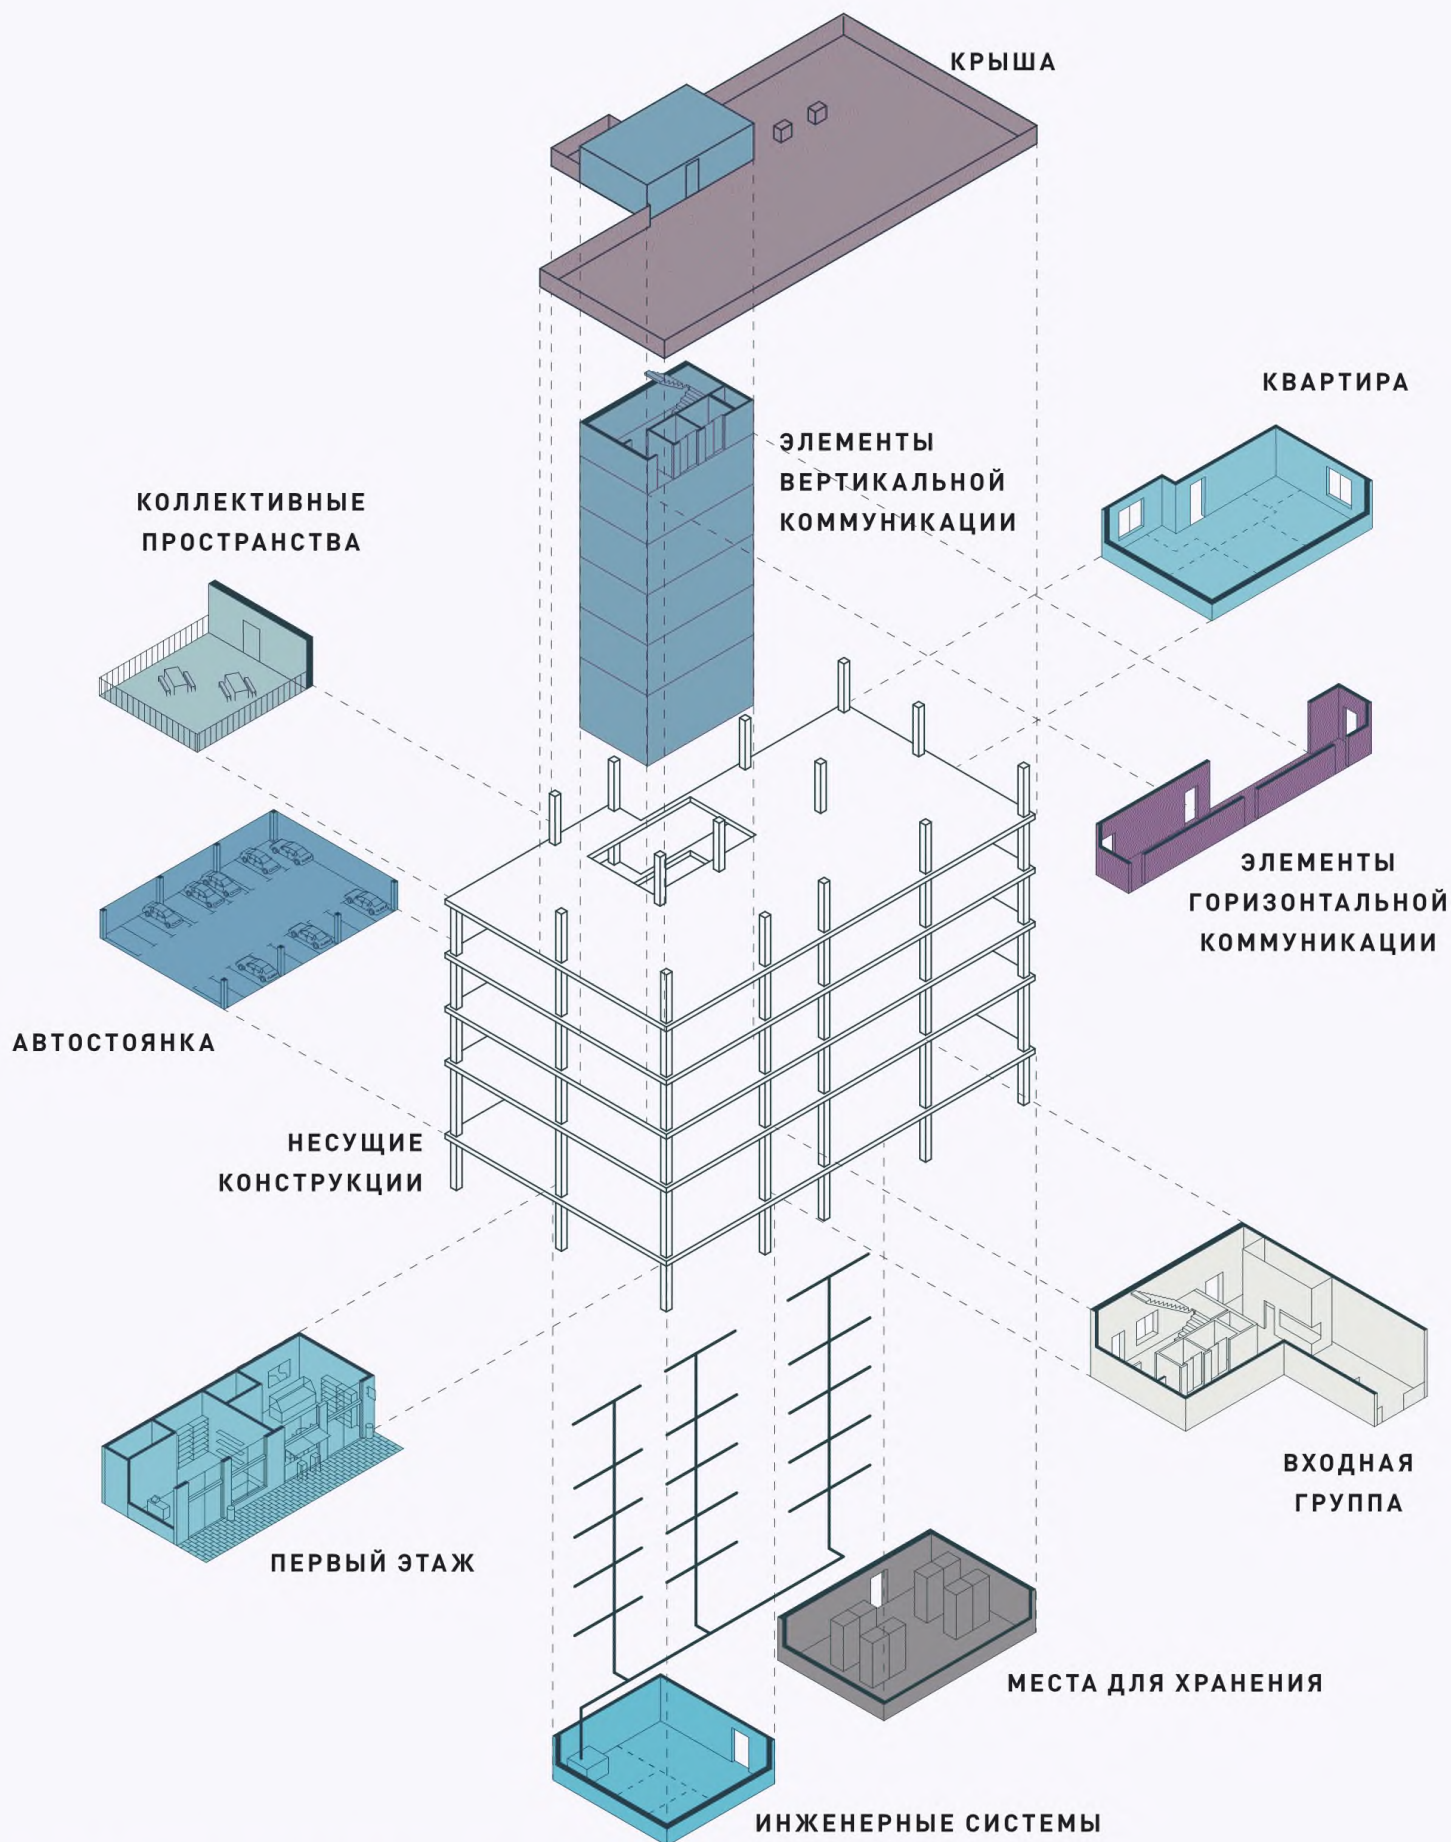 КРЫША
КВАРТИРА
ЭЛЕМЕНТЫ
ВЕРТИКАЛЬНОЙ
КОММУНИКАЦИИ
КОЛЛЕКТИВНЫЕ
ПРОСТРАНСТВА
ЭЛЕМЕНТЫ
ГОРИЗОНТАЛЬНОЙ
КОММУНИКАЦИИ
АВТОСТОЯНКА
НЕСУЩИЕ
КОНСТРУКЦИИ
ВХОДНАЯ
ГРУППА
ПЕРВЫЙ ЭТАЖ
МЕСТА ДЛЯ ХРАНЕНИЯ
ИНЖЕНЕРНЫЕ СИСТЕМЫ